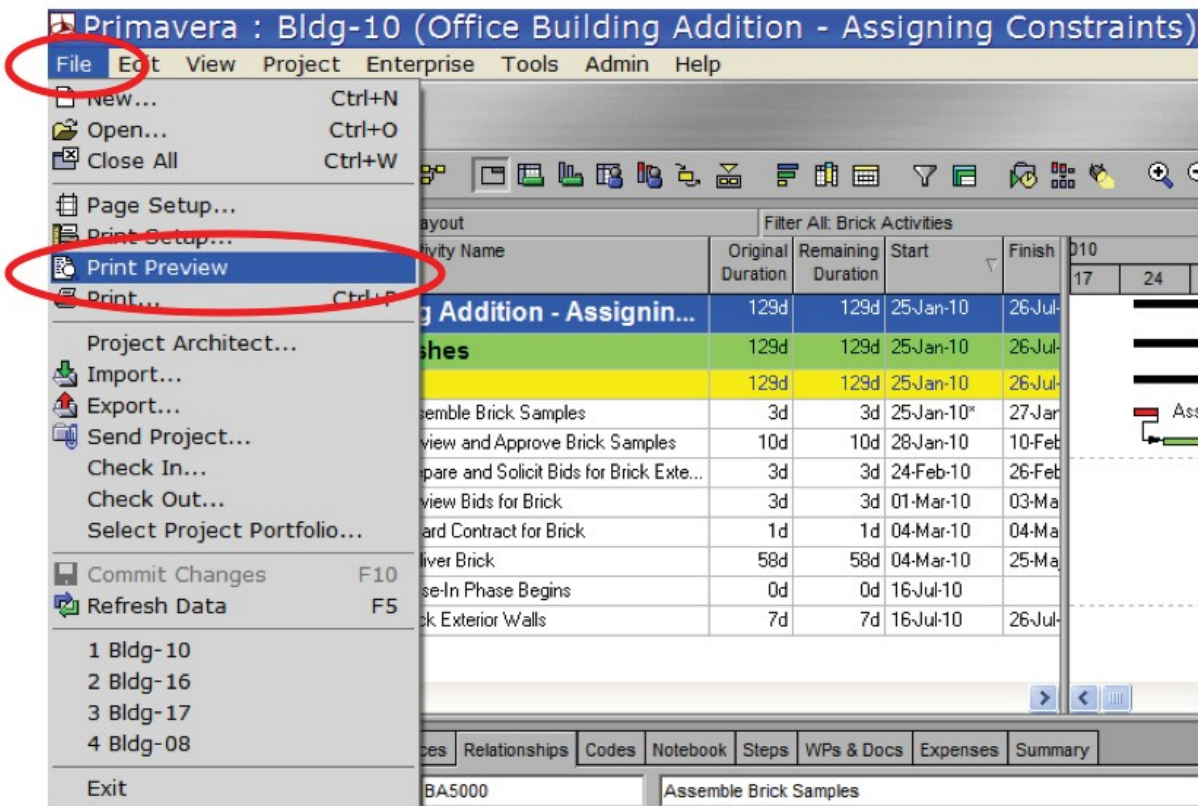 Primavera : Bldg-10 (Office Building Addition - Assigning Constraints)
File Edit View Project Enterprise Tools Admin Help
New... Ctrl+N
Open... Ctrl+O
Close All Ctrl+W
Page Setup...
Print Setup...
Print Preview
Print... Ctrl+P
Project Architect...
Import...
Export...
Send Project...
Check In...
Check Out...
Select Project Portfolio...
Commit Changes F10
Refresh Data F5
1 Bldg-10
2 Bldg-16
3 Bldg-17
4 Bldg-08
Exit
ayout Filter All: Brick Activities
tivity Name Original Duration Remaining Duration Start Finish 010
17 24
g Addition - Assignin... 129d 129d 25-Jan-10 26-Jul-
shes 129d 129d 25-Jan-10 26-Jul-
129d 129d 25-Jan-10 26-Jul-
semble Brick Samples 3d 3d 25-Jan-10* 27-Jan Ass
view and Approve Brick Samples 10d 10d 28-Jan-10 10-Feb
pare and Solicit Bids for Brick Exte... 3d 3d 24-Feb-10 26-Feb
view Bids for Brick 3d 3d 01-Mar-10 03-Ma
ard Contract for Brick 1d 1d 04-Mar-10 04-Ma
liver Brick 58d 58d 04-Mar-10 25-Ma
se-In Phase Begins 0d 0d 16-Jul-10
ck Exterior Walls 7d 7d 16-Jul-10 26-Jul-
ces Relationships Codes Notebook Steps WPs & Docs Expenses Summary
BA5000 Assemble Brick Samples